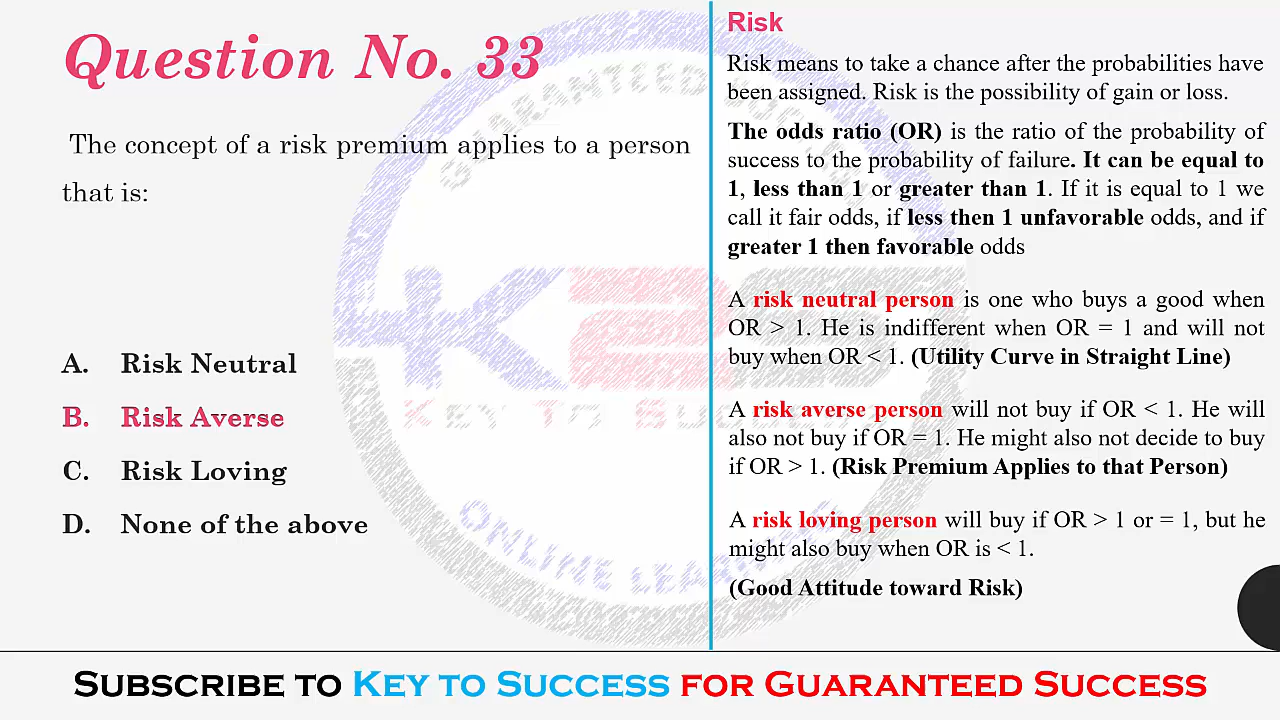 Question No. 33
The concept of a risk premium applies to a person
that is:
A. Risk Neutral
B. Risk Averse
C. Risk Loving
D. None of the above
Risk
Risk means to take a chance after the probabilities have
been assigned. Risk is the possibility of gain or loss.
The odds ratio (OR) is the ratio of the probability of
success to the probability of failure. It can be equal to
1, less than 1 or greater than 1. If it is equal to 1 we
call it fair odds, if less then 1 unfavorable odds, and if
greater 1 then favorable odds
A risk neutral person is one who buys a good when
OR > 1. He is indifferent when OR = 1 and will not
buy when OR < 1. (Utility Curve in Straight Line)
A risk averse person will not buy if OR < 1. He will
also not buy if OR = 1. He might also not decide to buy
if OR > 1. (Risk Premium Applies to that Person)
A risk loving person will buy if OR > 1 or = 1, but he
might also buy when OR is < 1.
(Good Attitude toward Risk)
KEY TO SUCCESS
ONLINE LEARNING
SUBSCRIBE TO KEY TO SUCCESS FOR GUARANTEED SUCCESS